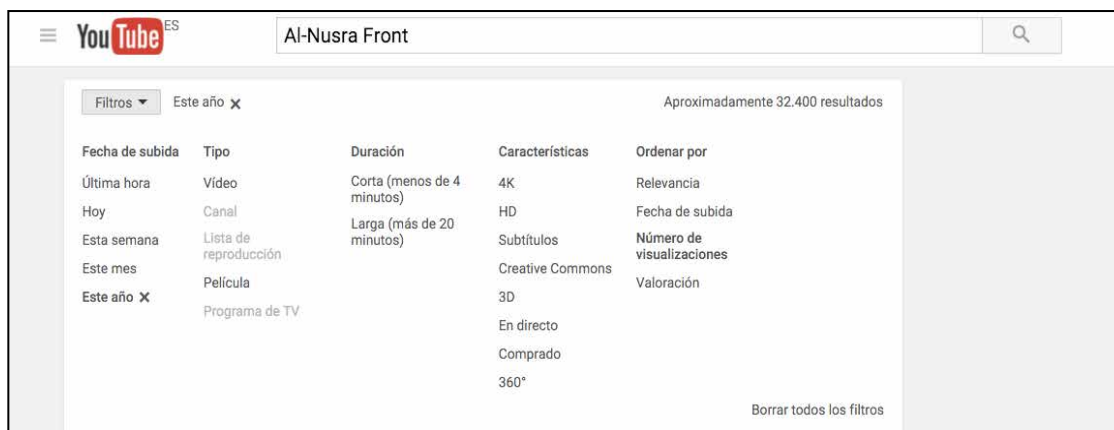 YouTube ES
Al-Nusra Front
Filtros
Este año
Aproximadamente 32.400 resultados
Fecha de subida
Última hora
Hoy
Esta semana
Este mes
Este año
Tipo
Vídeo
Canal
Lista de
reproducción
Película
Programa de TV
Duración
Corta (menos de 4
minutos)
Larga (más de 20
minutos)
Características
4K
HD
Subtítulos
Creative Commons
3D
En directo
Comprado
360°
Ordenar por
Relevancia
Fecha de subida
Número de
visualizaciones
Valoración
Borrar todos los filtros